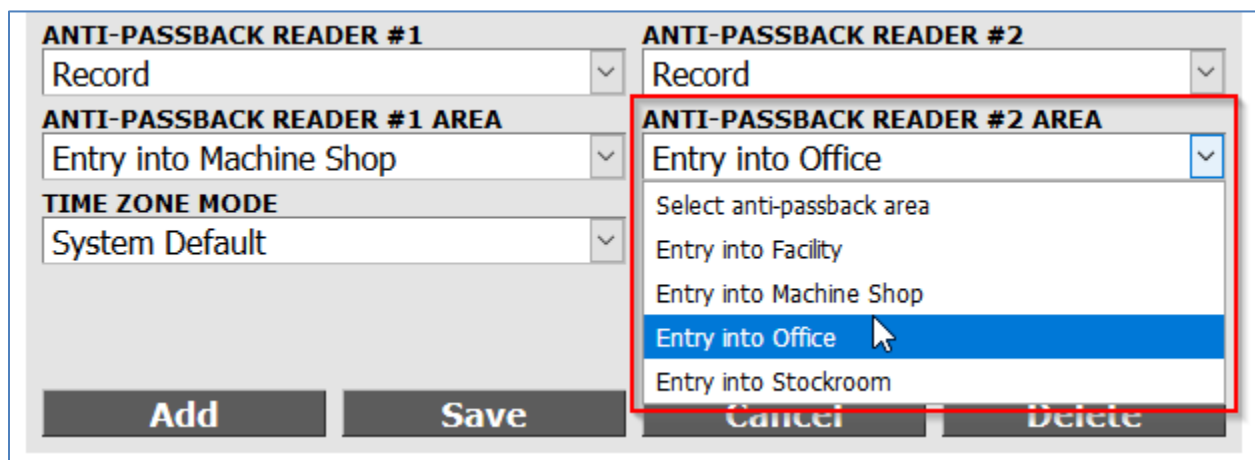 ANTI-PASSBACK READER #1
ANTI-PASSBACK READER #2
Record
Record
ANTI-PASSBACK READER #1 AREA
ANTI-PASSBACK READER #2 AREA
Entry into Machine Shop
Entry into Office
TIME ZONE MODE
System Default
Select anti-passback area
Entry into Facility
Entry into Machine Shop
Entry into Office
Entry into Stockroom
Add
Save
Cancel
Delete